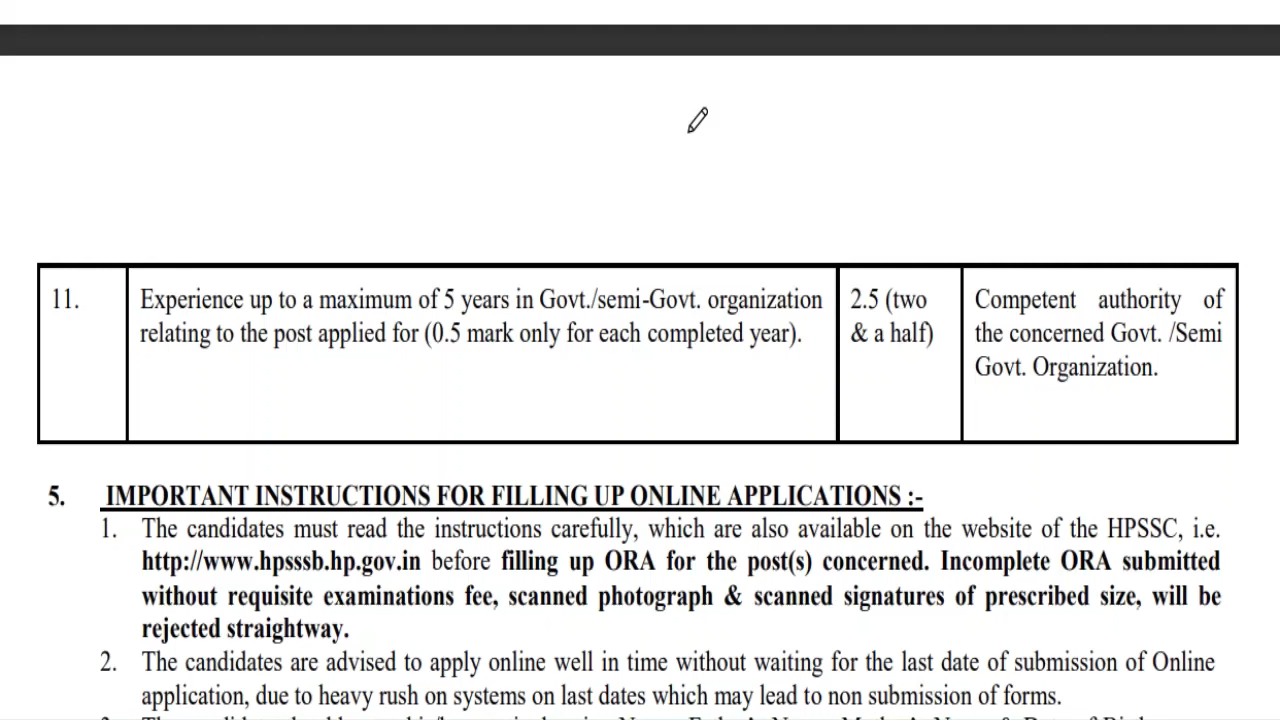 11.
Experience up to a maximum of 5 years in Govt./semi-Govt. organization
relating to the post applied for (0.5 mark only for each completed year).
2.5 (two
& a half)
Competent authority of
the concerned Govt. /Semi
Govt. Organization.
5. IMPORTANT INSTRUCTIONS FOR FILLING UP ONLINE APPLICATIONS :-
1. The candidates must read the instructions carefully, which are also available on the website of the HPSSC, i.e.
http://www.hpsssb.hp.gov.in before filling up ORA for the post(s) concerned. Incomplete ORA submitted
without requisite examinations fee, scanned photograph & scanned signatures of prescribed size, will be
rejected straightway.
2. The candidates are advised to apply online well in time without waiting for the last date of submission of Online
application, due to heavy rush on systems on last dates which may lead to non submission of forms.